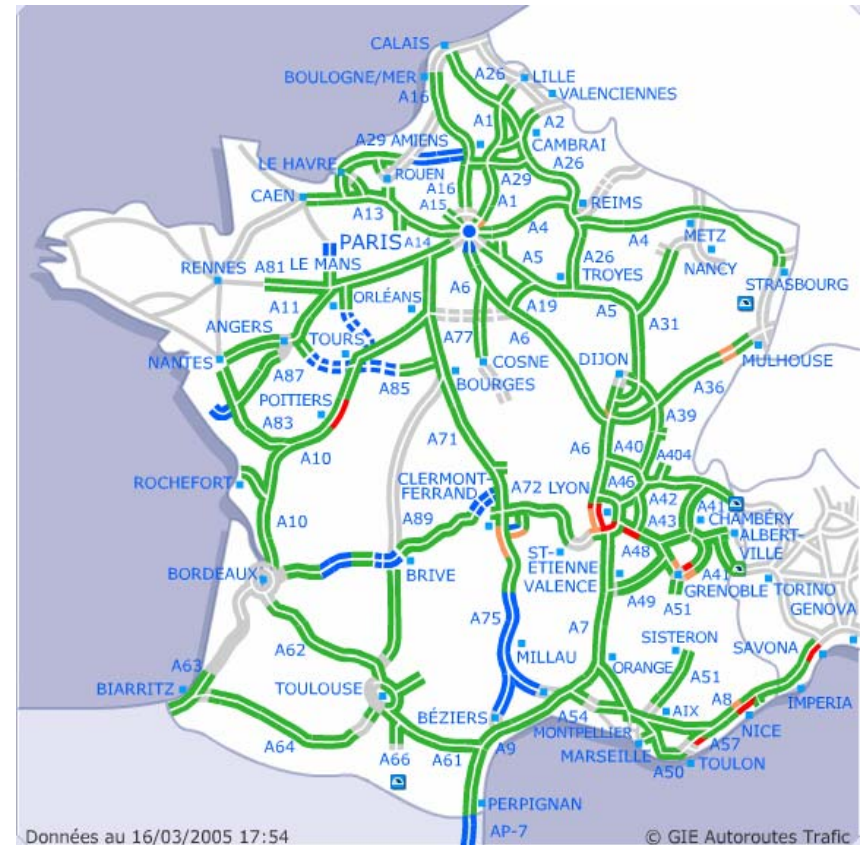 CALAIS
A26
LILLE
BOULOGNE/MER
A16
VALENCIENNES
A1
A2
A29 AMIENS
CAMBRAI
LE HAVRE
ROUEN
A26
A16
A29
CAEN
A15
A1
REIMS
A13
A4
PARIS
A14
A4
METZ
RENNES
A81
LE MANS
A5
A26
TROYES
NANCY
STRASBOURG
A11
ORLÉANS
A6
A19
A5
A31
ANGERS
TOURS
A77
A6
NANTES
COSNE
DIJON
MULHOUSE
A87
A85
BOURGES
A36
POITIERS
A83
A39
A10
A71
A6
A40
A404
ROCHEFORT
CLERMONT-
FERRAND
A72
LYON
A46
A42
A41
A10
A89
A43
CHAMBÉRY
ALBERT-
VILLE
A48
BORDEAUX
BRIVE
ST-
ETIENNE
VALENCE
A41
GRENOBLE
TORINO
A49
A51
GENOVA
A75
A7
A62
SISTERON
SAVONA
MILLAU
ORANGE
A51
A63
BIARRITZ
TOULOUSE
A8
IMPERIA
BÉZIERS
A54
AIX
NICE
A64
MONTPELLIER
A57
A66
A61
A9
MARSEILLE
A50
TOULON
PERPIGNAN
AP-7
Données au 16/03/2005 17:54
© GIE Autoroutes Trafic